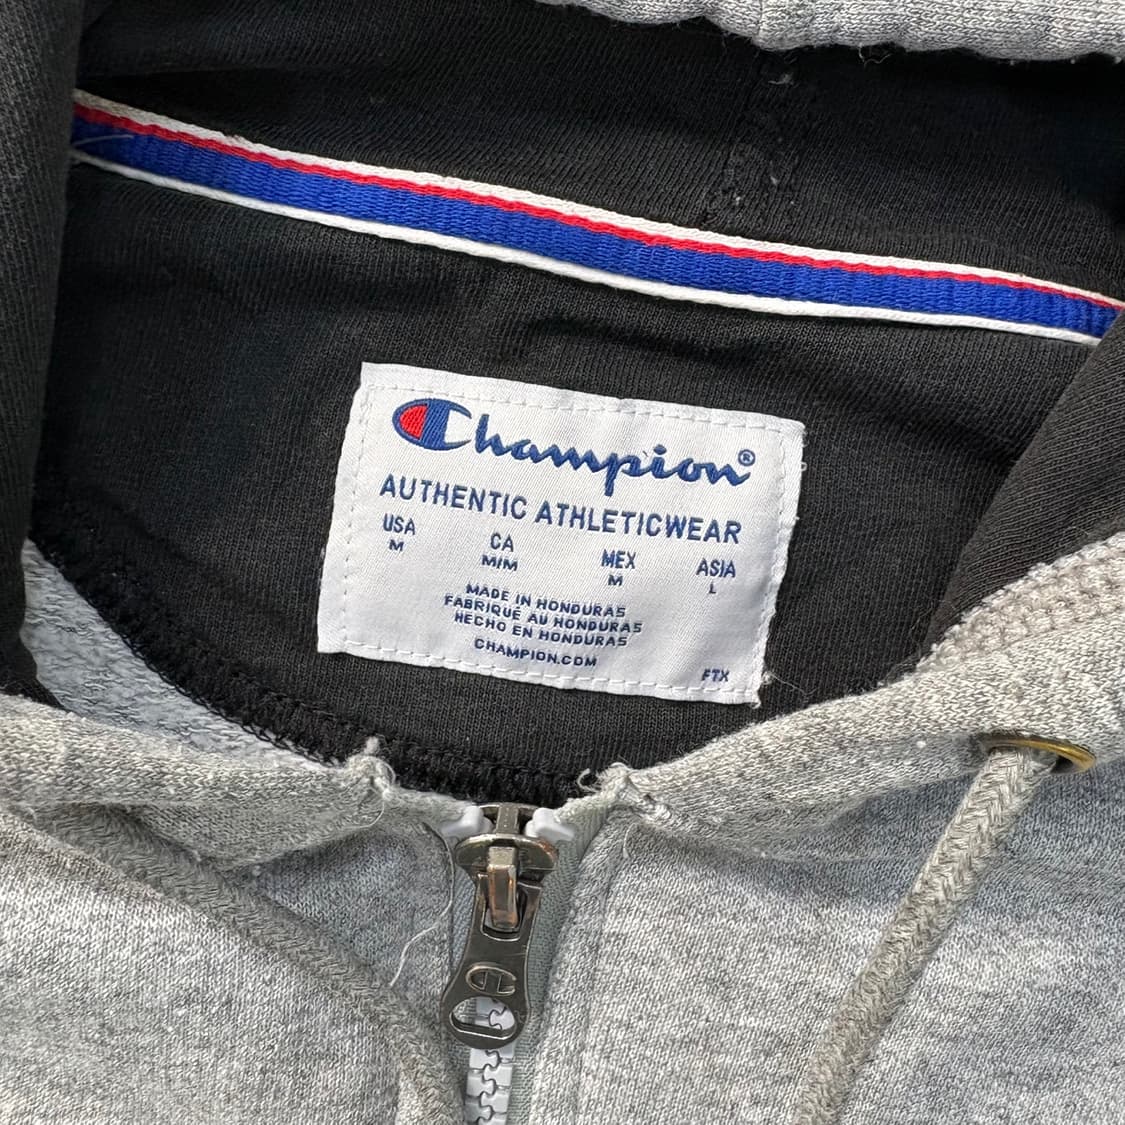 Champion®
AUTHENTIC ATHLETICWEAR
USA CA MEX ASIA
M M/M M L
MADE IN HONDURAS
FABRIQUÉ AU HONDURAS
HECHO EN HONDURAS
CHAMPION.COM
FTX